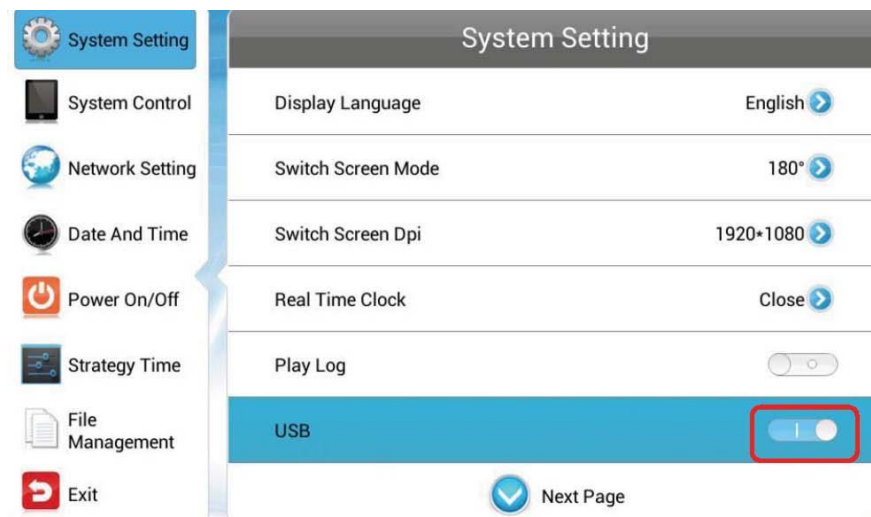 System Setting
System Control
Network Setting
Date And Time
Power On/Off
Strategy Time
File
Management
Exit
System Setting
Display Language English
Switch Screen Mode 180°
Switch Screen Dpi 1920*1080
Real Time Clock Close
Play Log
USB
Next Page